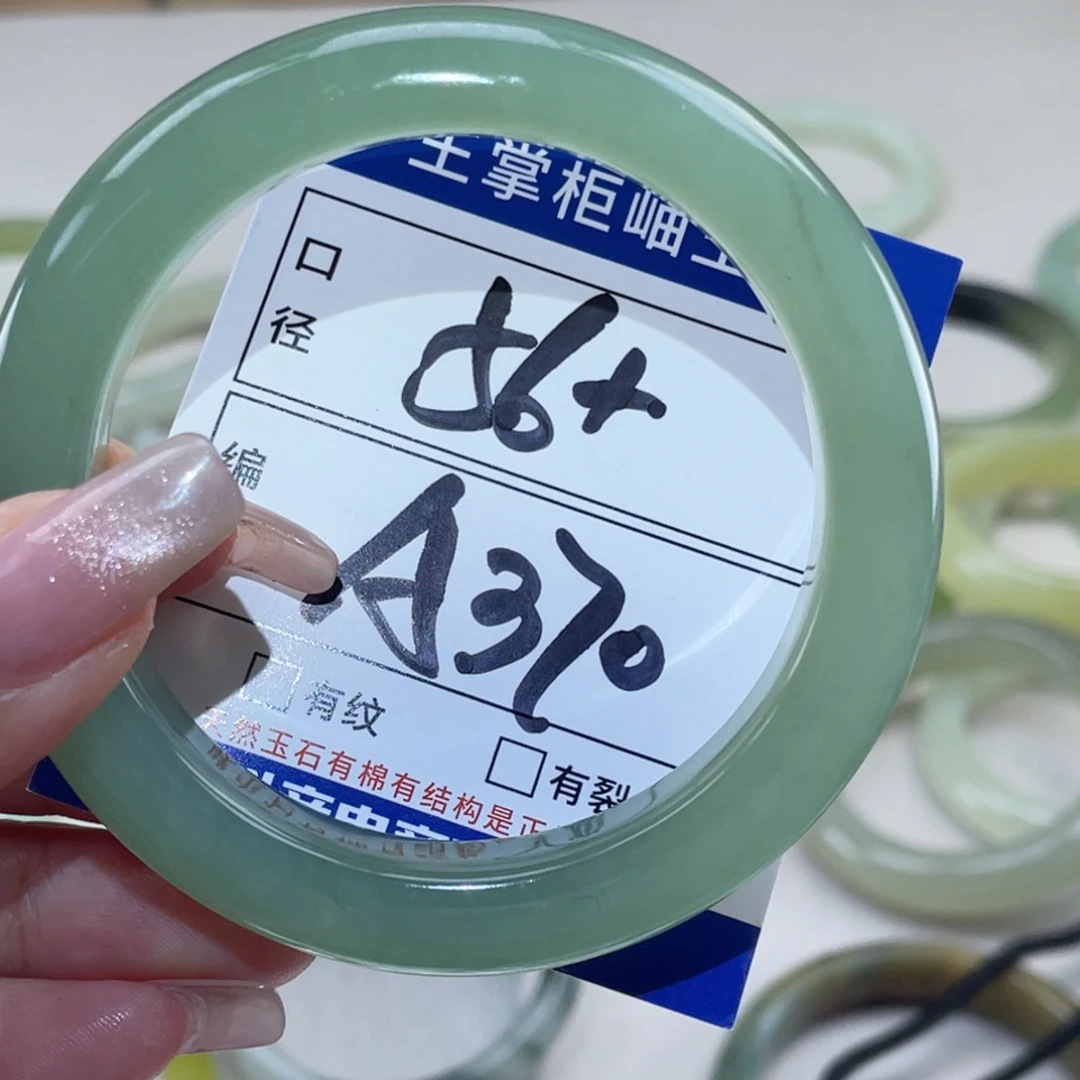 主掌柜岫玉
口径
56+
编
A370
有纹
有裂
天然玉石有棉有结构是正